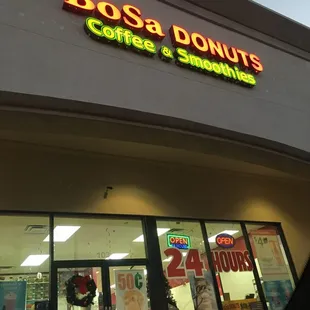 BoSa DONUTS
Coffee & Smoothies
OPEN OPEN
24 HOURS
50¢